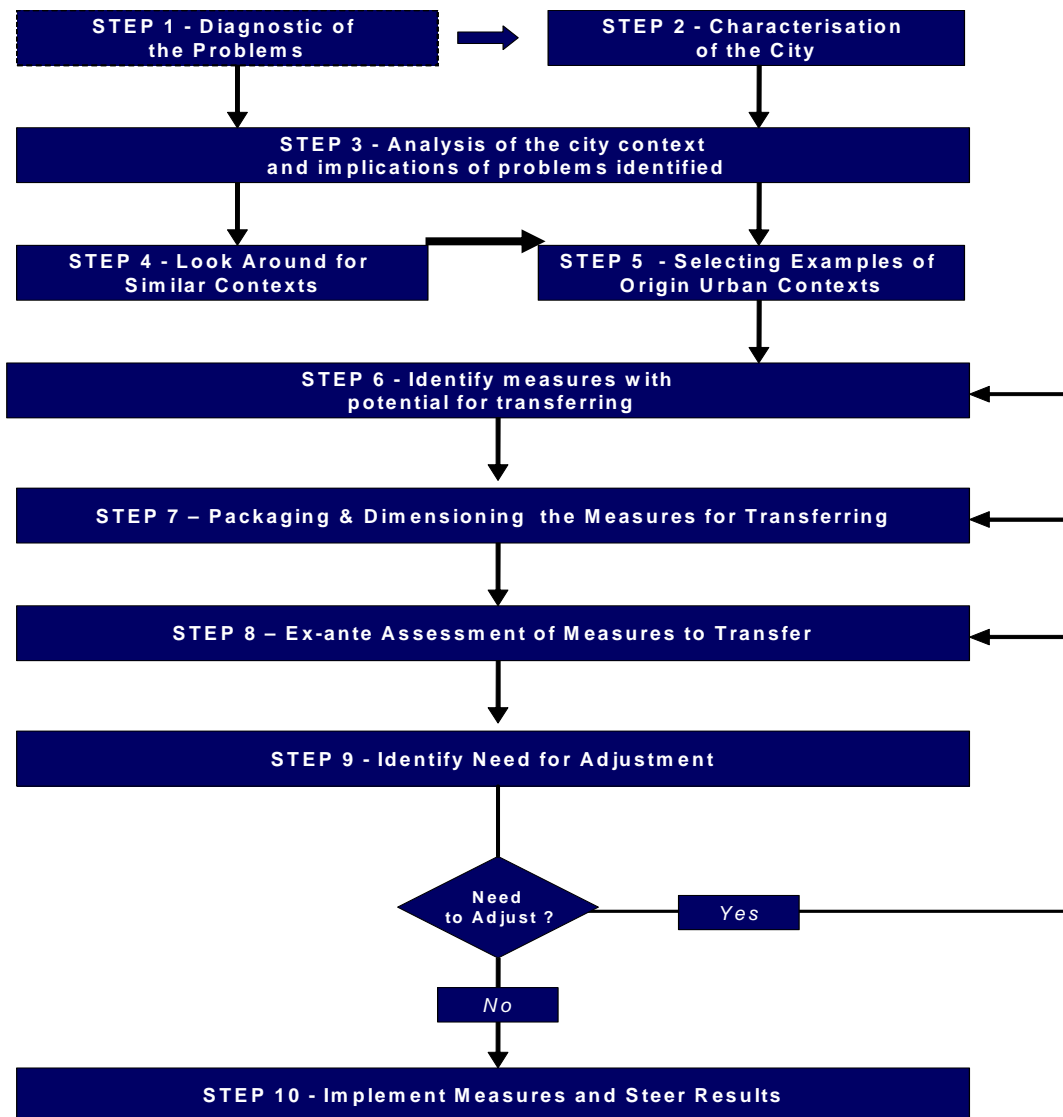 STEP 1 - Diagnostic of
the Problems
STEP 2 - Characterisation
of the City
STEP 3 - Analysis of the city context
and implications of problems identified
STEP 4 - Look Around for
Similar Contexts
STEP 5 - Selecting Examples of
Origin Urban Contexts
STEP 6 - Identify measures with
potential for transferring
STEP 7 – Packaging & Dimensioning the Measures for Transferring
STEP 8 – Ex-ante Assessment of Measures to Transfer
STEP 9 - Identify Need for Adjustment
Need
to Adjust ?
Yes
No
STEP 10 - Implement Measures and Steer Results